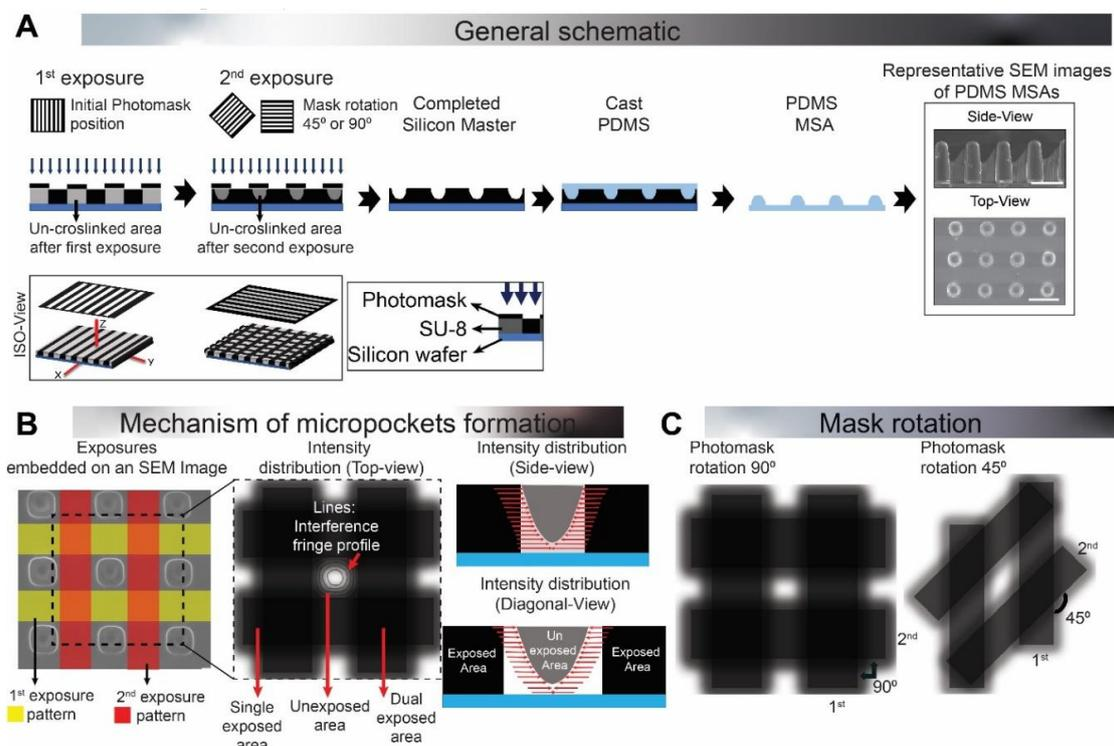 A
General schematic
1st exposure
Initial Photomask
position
2nd exposure
Mask rotation
45º or 90º
Completed
Silicon Master
Cast
PDMS
PDMS
MSA
Representative SEM images
of PDMS MSAs
Side-View
Top-View
Un-croslinked area
after first exposure
Un-crosslinked area
after second exposure
ISO-View
Z
X
Y
Photomask
SU-8
Silicon wafer
B
Mechanism of micropockets formation
Exposures
embedded on an SEM Image
1st exposure
pattern
2nd exposure
pattern
Intensity
distribution (Top-view)
Lines:
Interference
fringe profile
Single
exposed
area
Unexposed
area
Dual
exposed
area
Intensity distribution
(Side-view)
Intensity distribution
(Diagonal-View)
Exposed
Area
Un
exposed
Area
Exposed
Area
C
Mask rotation
Photomask
rotation 90º
2nd
90º
1st
Photomask
rotation 45º
2nd
45º
1st